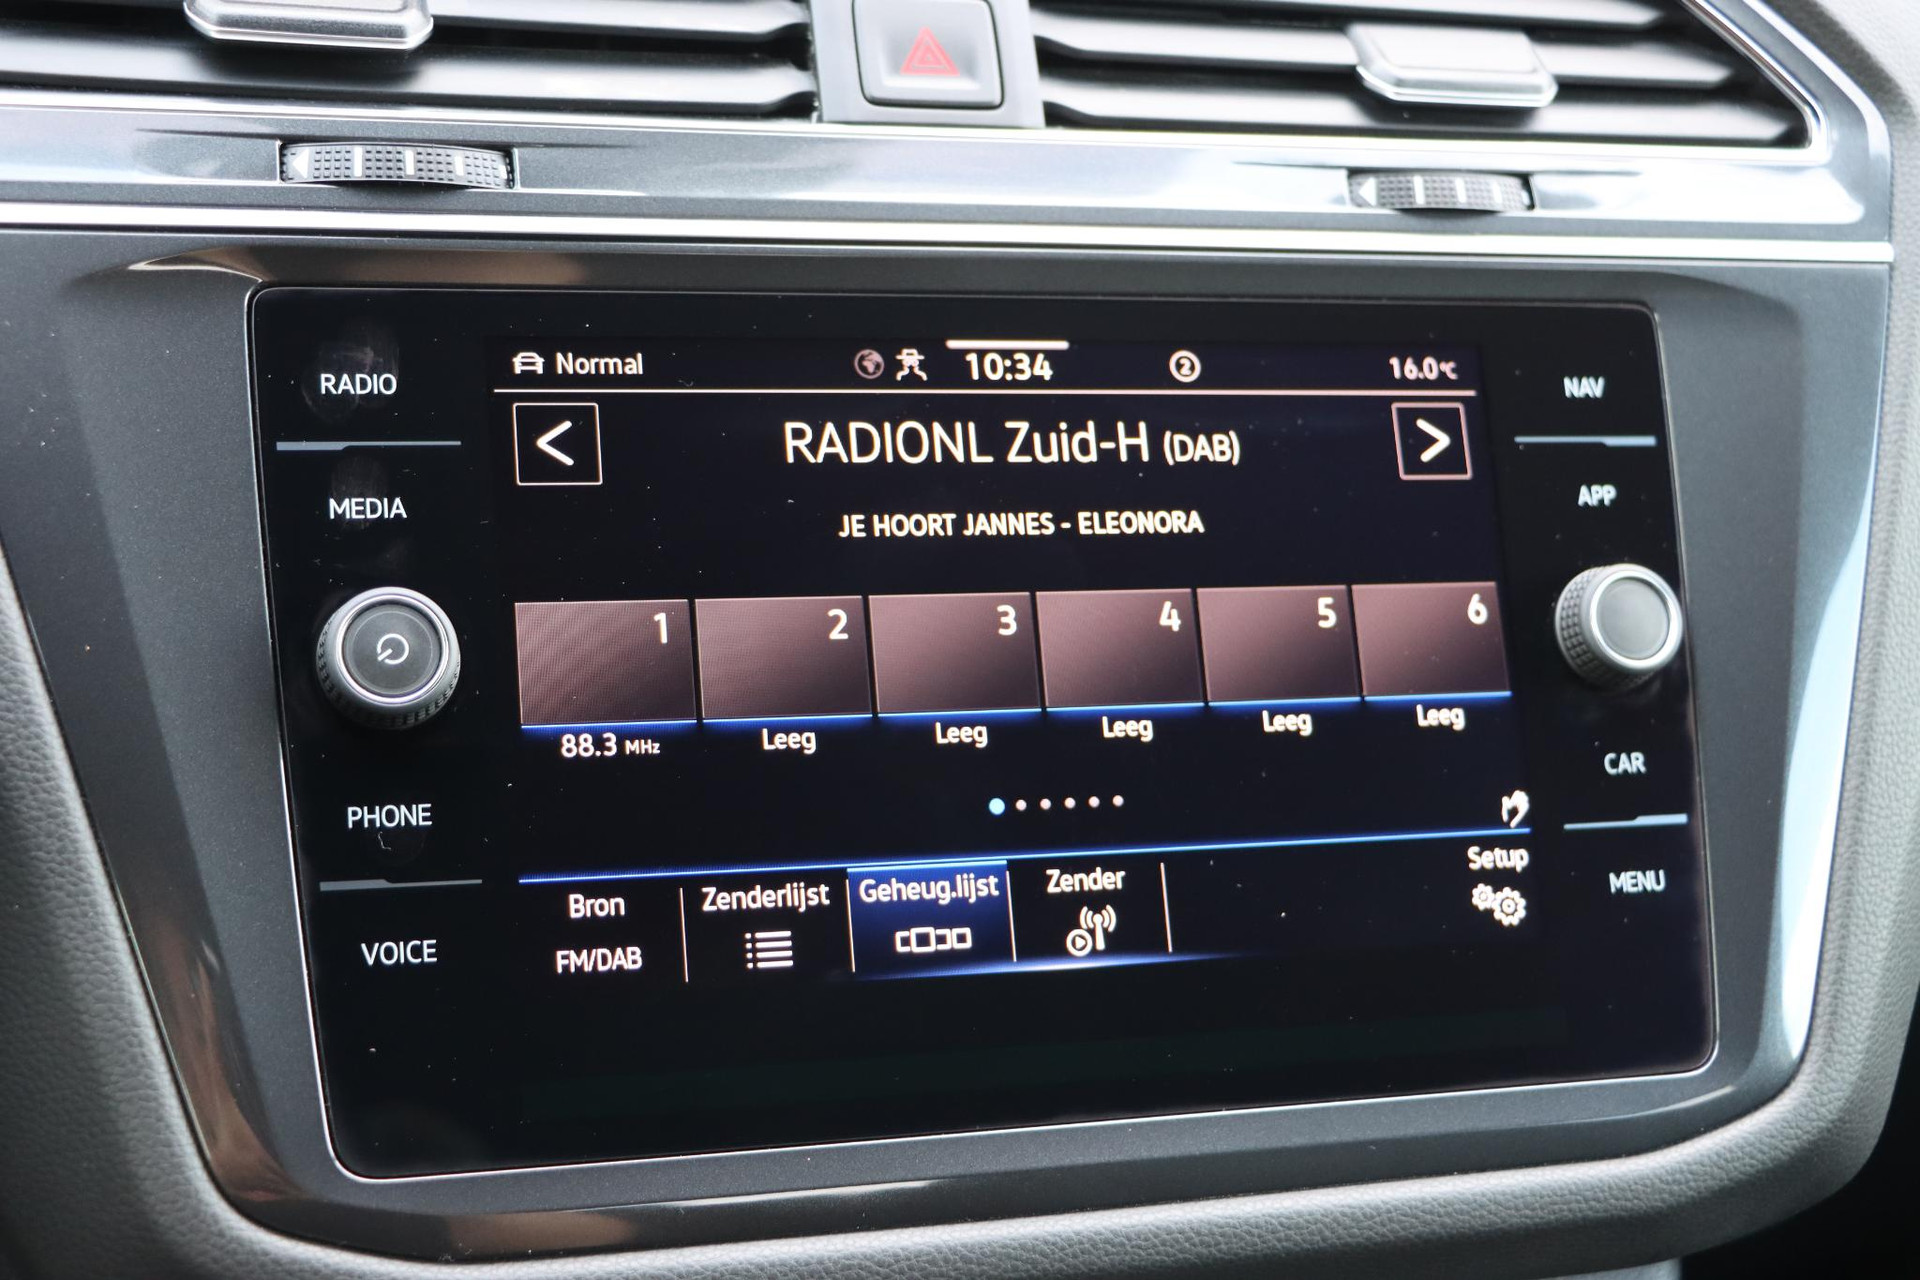 RADIO
MEDIA
PHONE
VOICE
Normal
10:34
2
16.0°C
RADIONL Zuid-H (DAB)
JE HOORT JANNES - ELEONORA
1 2 3 4 5 6
88.3 MHz Leeg Leeg Leeg Leeg Leeg
Bron
FM/DAB
Zenderlijst
Geheug.lijst
Zender
Setup
NAV
APP
CAR
MENU